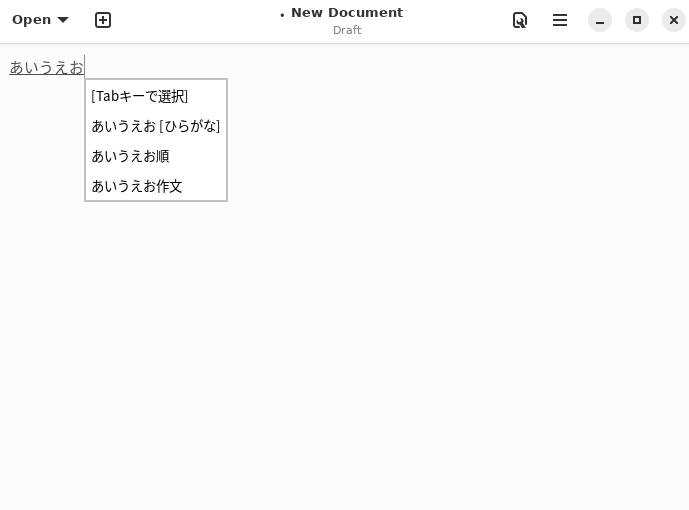 Open
• New Document
Draft
あいうえお
[Tabキーで選択]
あいうえお [ひらがな]
あいうえお順
あいうえお作文